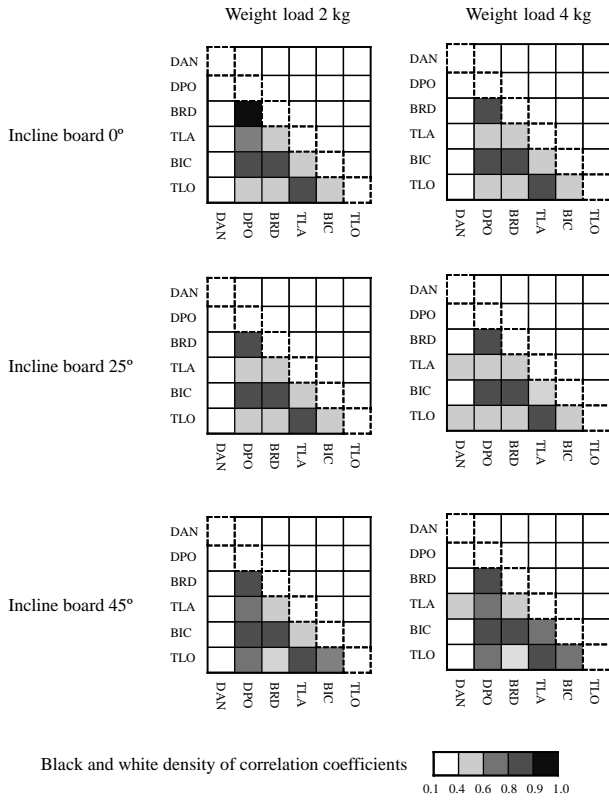 Weight load 2 kg Weight load 4 kg
Incline board 0º
DAN DAN
DPO DPO
BRD BRD
TLA TLA
BIC BIC
TLO TLO
DAN DPO BRD TLA BIC TLO DAN DPO BRD TLA BIC TLO
Incline board 25º
DAN DAN
DPO DPO
BRD BRD
TLA TLA
BIC BIC
TLO TLO
DAN DPO BRD TLA BIC TLO DAN DPO BRD TLA BIC TLO
Incline board 45º
DAN DAN
DPO DPO
BRD BRD
TLA TLA
BIC BIC
TLO TLO
DAN DPO BRD TLA BIC TLO DAN DPO BRD TLA BIC TLO
Black and white density of correlation coefficients
0.1 0.4 0.6 0.8 0.9 1.0